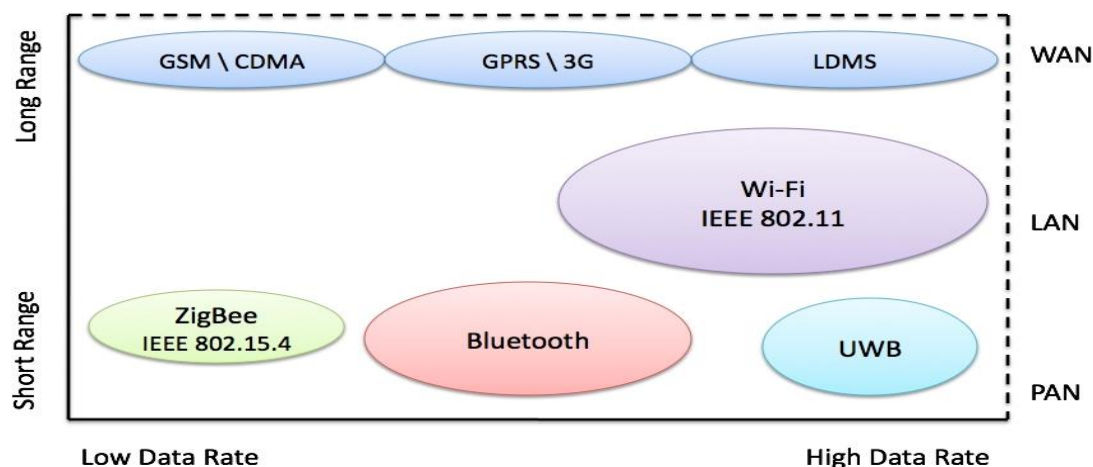 Long Range
GSM \ CDMA
GPRS \ 3G
LDMS
WAN
Wi-Fi
IEEE 802.11
LAN
Short Range
ZigBee
IEEE 802.15.4
Bluetooth
UWB
PAN
Low Data Rate
High Data Rate